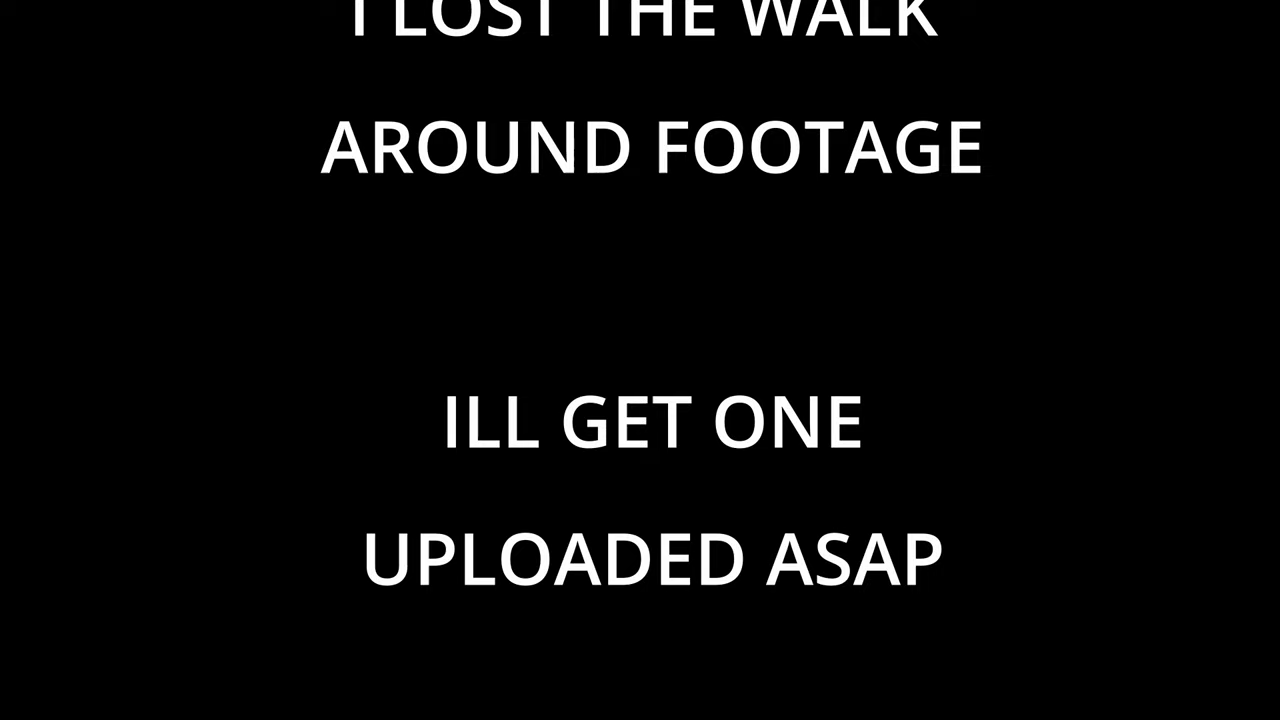 I LOST THE WALK
AROUND FOOTAGE
ILL GET ONE
UPLOADED ASAP